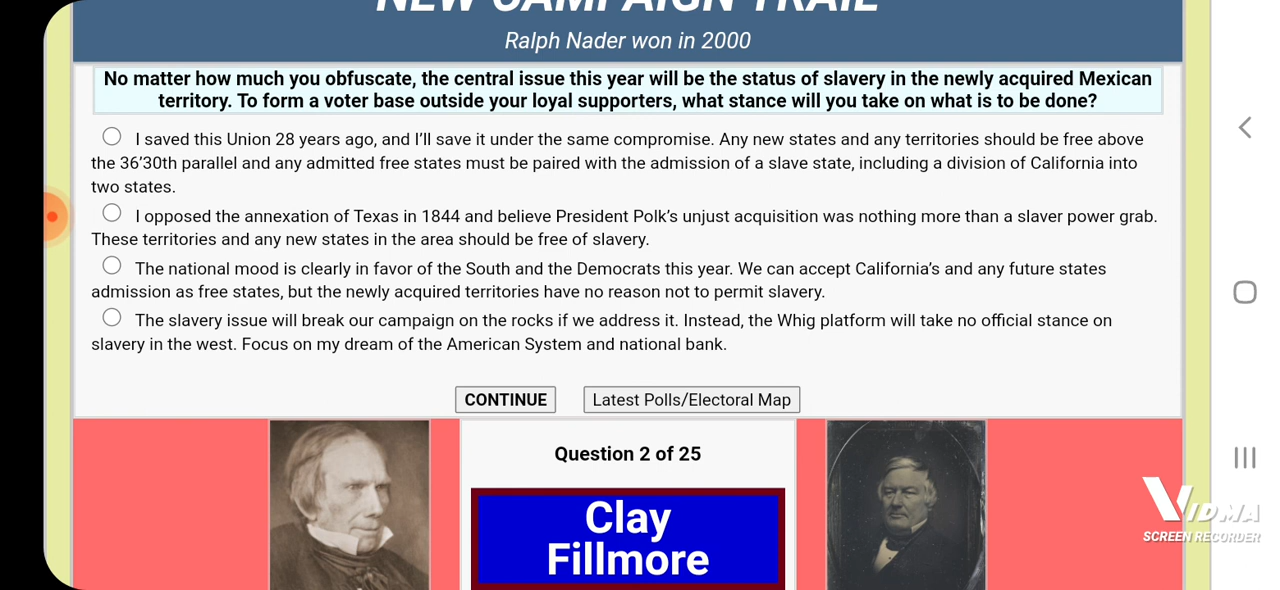 NEW CAMPAIGN TRAIL
Ralph Nader won in 2000
No matter how much you obfuscate, the central issue this year will be the status of slavery in the newly acquired Mexican
territory. To form a voter base outside your loyal supporters, what stance will you take on what is to be done?
I saved this Union 28 years ago, and I'll save it under the same compromise. Any new states and any territories should be free above
the 36'30th parallel and any admitted free states must be paired with the admission of a slave state, including a division of California into
two states.
I opposed the annexation of Texas in 1844 and believe President Polk's unjust acquisition was nothing more than a slaver power grab.
These territories and any new states in the area should be free of slavery.
The national mood is clearly in favor of the South and the Democrats this year. We can accept California's and any future states
admission as free states, but the newly acquired territories have no reason not to permit slavery.
The slavery issue will break our campaign on the rocks if we address it. Instead, the Whig platform will take no official stance on
slavery in the west. Focus on my dream of the American System and national bank.
CONTINUE
Latest Polls/Electoral Map
Question 2 of 25
Clay
Fillmore
VIDMA
SCREEN RECORDER